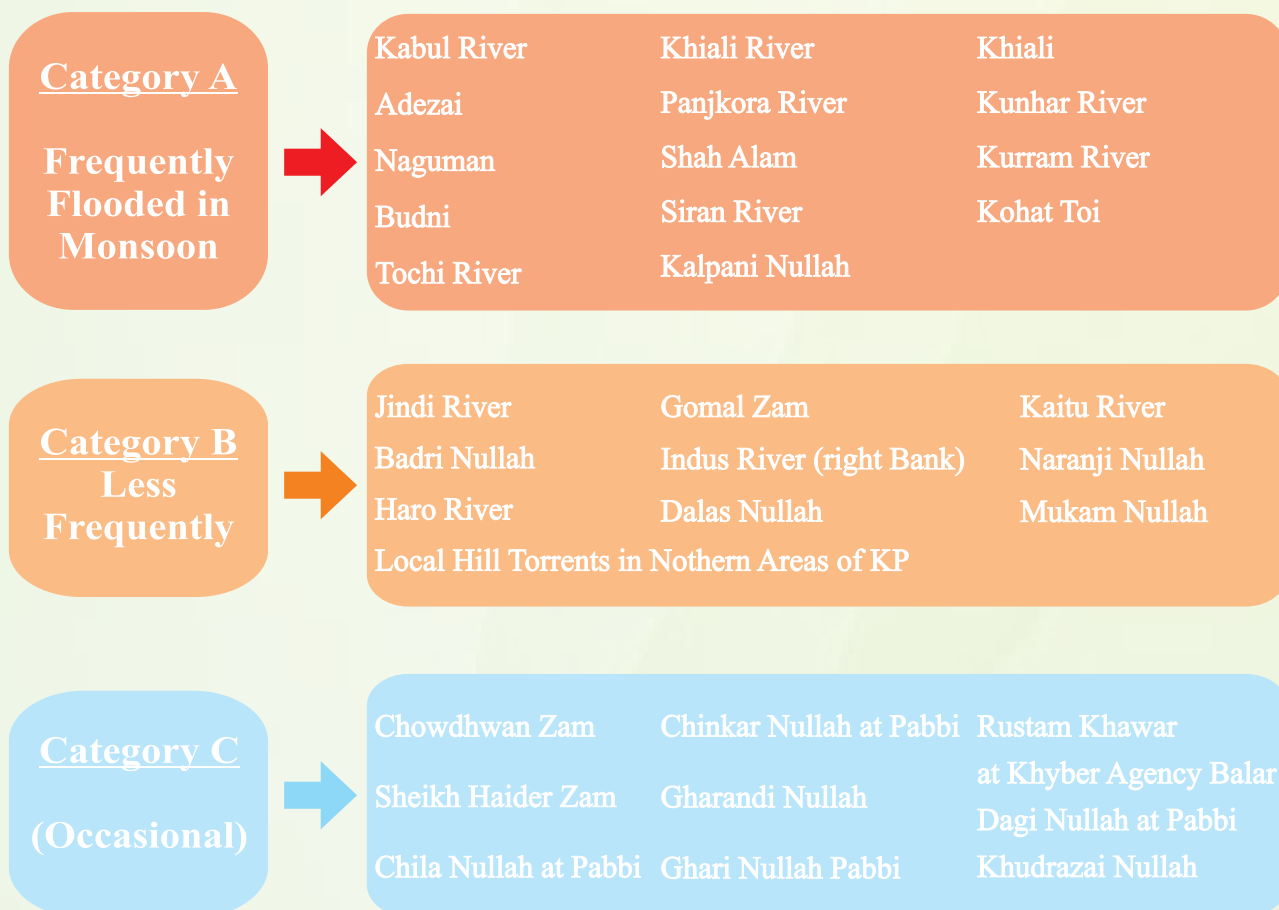 Category A
Frequently
Flooded in
Monsoon
Kabul River
Adezai
Naguman
Budni
Tochi River
Khiali River
Panjkora River
Shah Alam
Siran River
Kalpani Nullah
Khiali
Kunhar River
Kurram River
Kohat Toi
Category B
Less
Frequently
Jindi River
Badri Nullah
Haro River
Gomal Zam
Indus River (right Bank)
Dalas Nullah
Kaitu River
Naranji Nullah
Mukam Nullah
Local Hill Torrents in Nothern Areas of KP
Category C
(Occasional)
Chowdhwan Zam
Sheikh Haider Zam
Chila Nullah at Pabbi
Chinkar Nullah at Pabbi
Gharandi Nullah
Ghari Nullah Pabbi
Rustam Khawar
at Khyber Agency Balar
Dagi Nullah at Pabbi
Khudrazai Nullah